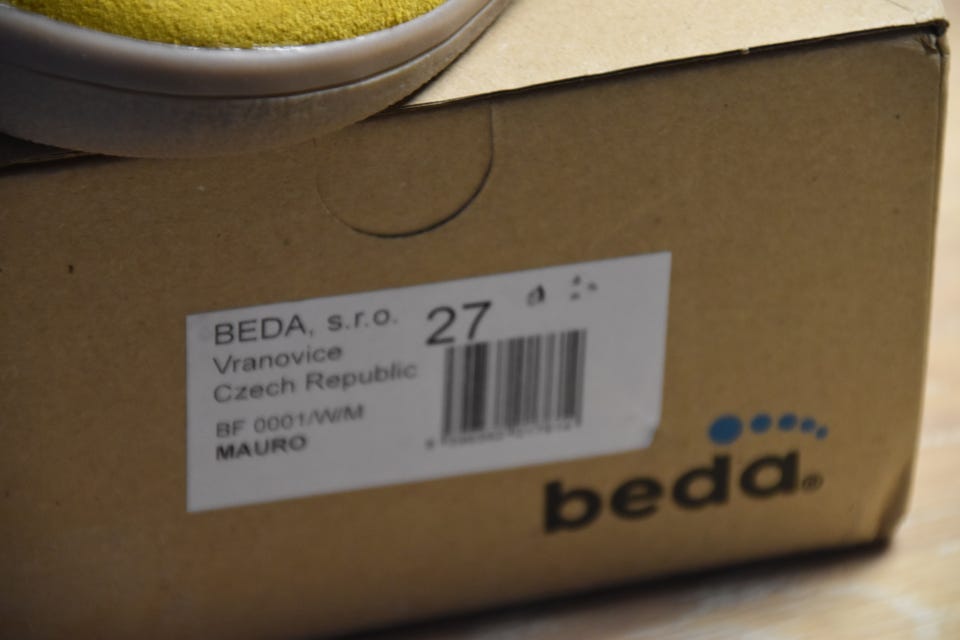 BEDA, s.r.o.
27
Vranovice
Czech Republic
BF 0001/W/M
MAURO
beda®